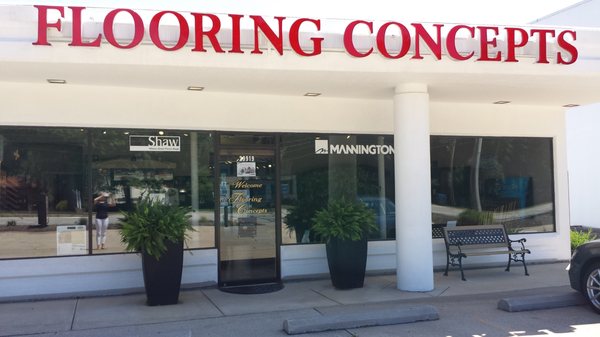 FLOORING CONCEPTS
Shaw
MANNINGTON
Welcome
Flooring
Concepts